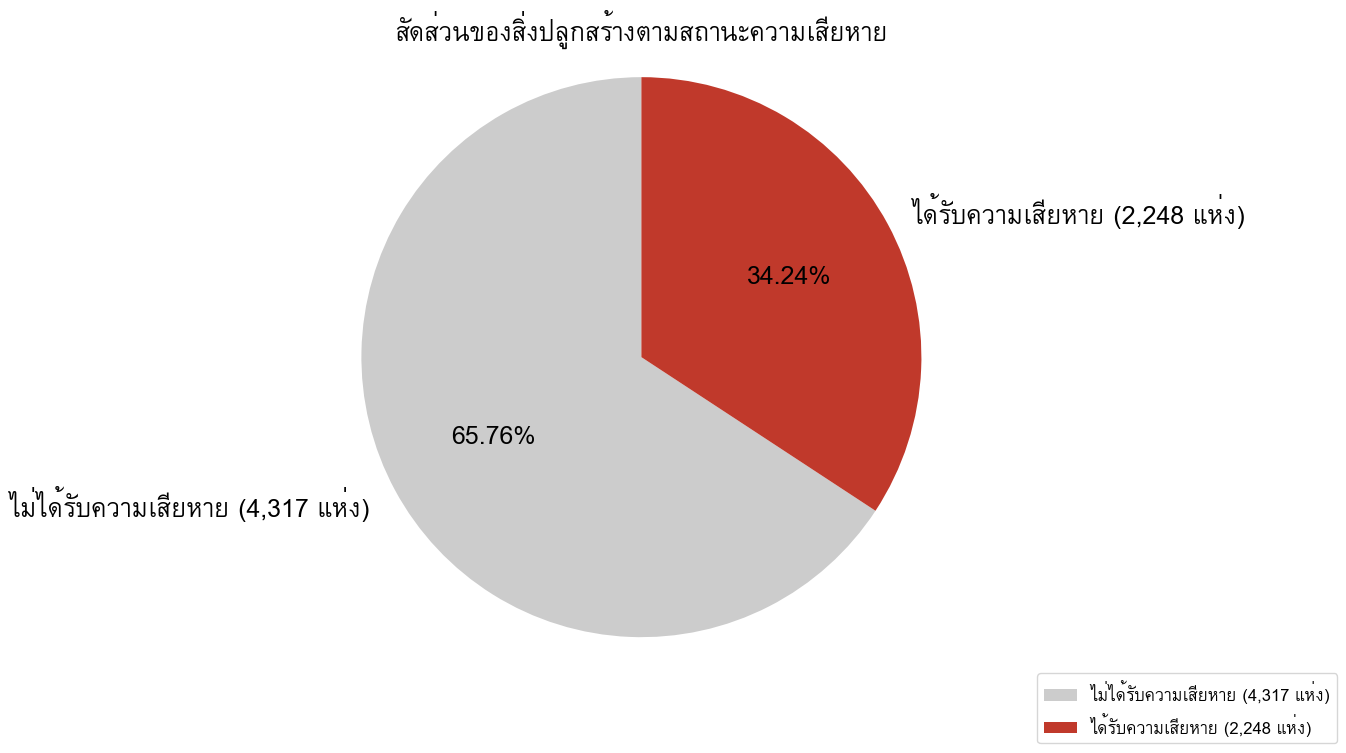 สัดส่วนของสิ่งปลูกสร้างตามสถานะความเสียหาย
ได้รับความเสียหาย (2,248 แห่ง)
34.24%
65.76%
ไม่ได้รับความเสียหาย (4,317 แห่ง)
ไม่ได้รับความเสียหาย (4,317 แห่ง)
ได้รับความเสียหาย (2,248 แห่ง)